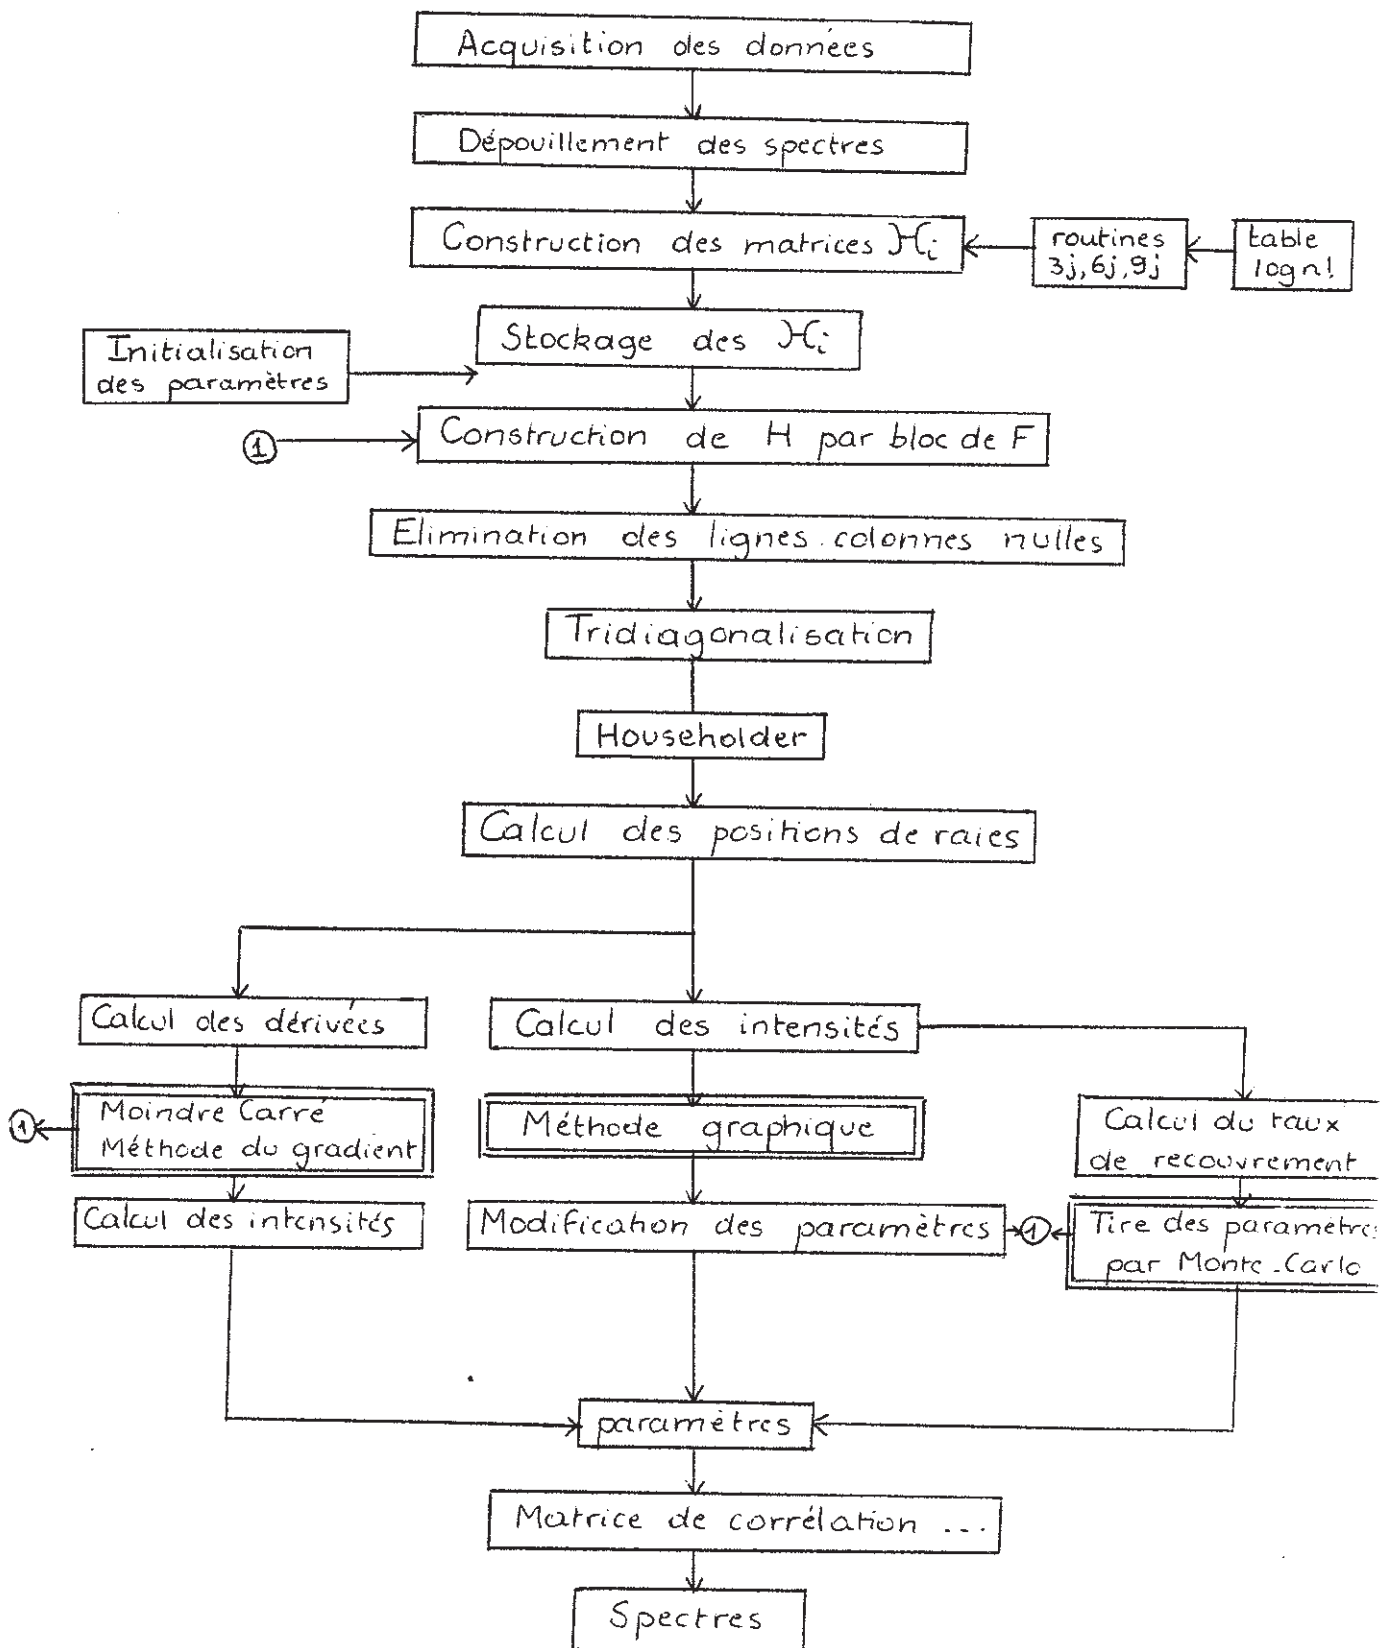 Acquisition des données
Dépouillement des spectres
Construction des matrices ℋi
routines
3j, 6j, 9j
table
log n!
Stockage des ℋi
Initialisation
des paramètres
1
Construction de H par bloc de F
Elimination des lignes.colonnes nulles
Tridiagonalisation
Householder
Calcul des positions de raies
Calcul des dérivées
Calcul des intensités
1
Moindre Carré
Méthode du gradient
Méthode graphique
Calcul du taux
de recouvrement
Calcul des intensités
Modification des paramètres
1
Tire des paramètres
par Monte-Carlo
paramètres
Matrice de corrélation ...
Spectres